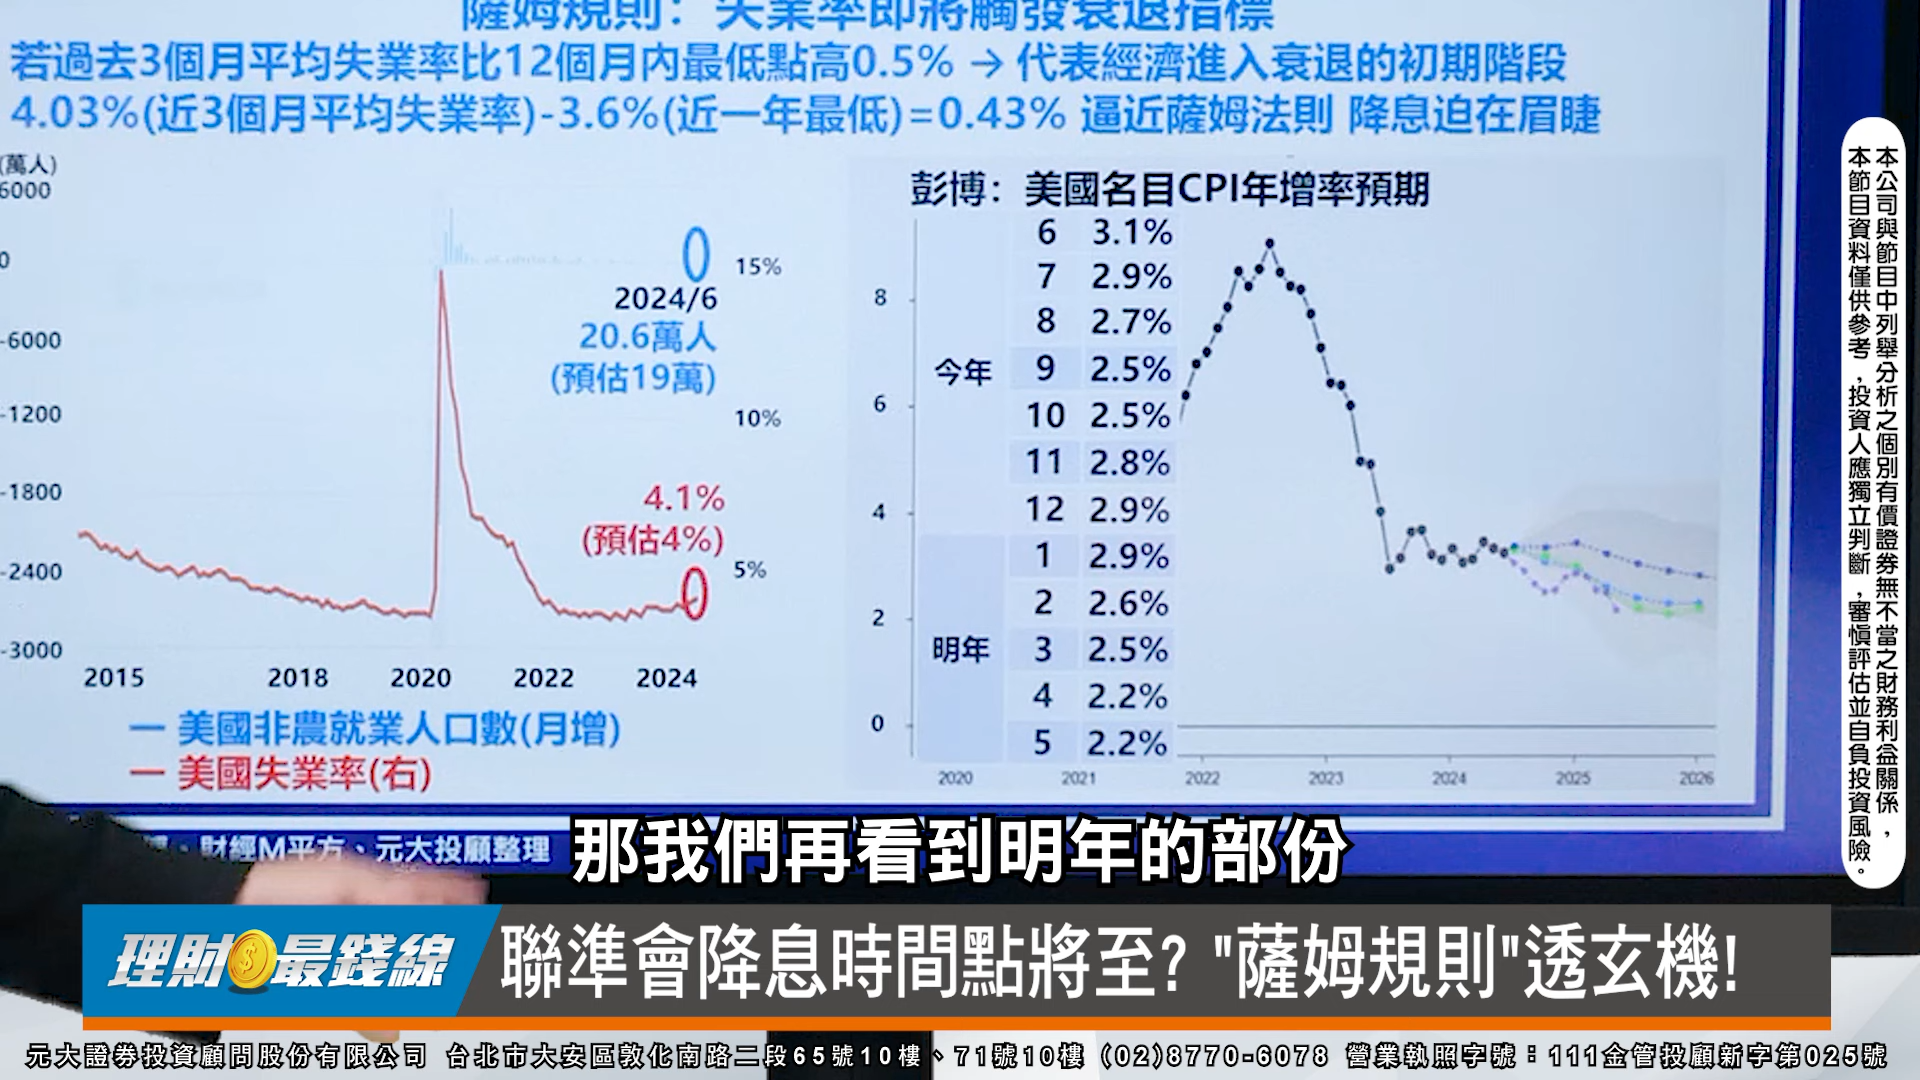 薩姆規則：失業率即將觸發衰退指標
若過去3個月平均失業率比12個月內最低點高0.5% → 代表經濟進入衰退的初期階段
4.03%(近3個月平均失業率)-3.6%(近一年最低)=0.43% 逼近薩姆法則 降息迫在眉睫
(萬人)
6000
0
-6000
-1200
-1800
-2400
-3000
15%
10%
5%
2024/6
20.6萬人
(預估19萬)
4.1%
(預估4%)
2015 2018 2020 2022 2024
美國非農就業人口數(月增)
美國失業率(右)
彭博：美國名目CPI年增率預期
8
6
4
2
0
今年
6 3.1%
7 2.9%
8 2.7%
9 2.5%
10 2.5%
11 2.8%
12 2.9%
明年
1 2.9%
2 2.6%
3 2.5%
4 2.2%
5 2.2%
2020 2021 2022 2023 2024 2025 2026
、財經M平方、元大投顧整理
本公司與節目中列舉分析之個別有價證券無不當之財務利益關係，
本節目資料僅供參考，投資人應獨立判斷，審慎評估並自負投資風險。
那我們再看到明年的部份
理財最錢線
聯準會降息時間點將至? "薩姆規則"透玄機!
元大證券投資顧問股份有限公司 台北市大安區敦化南路二段65號10樓、71號10樓 (02)8770-6078 營業執照字號：111金管投顧新字第025號